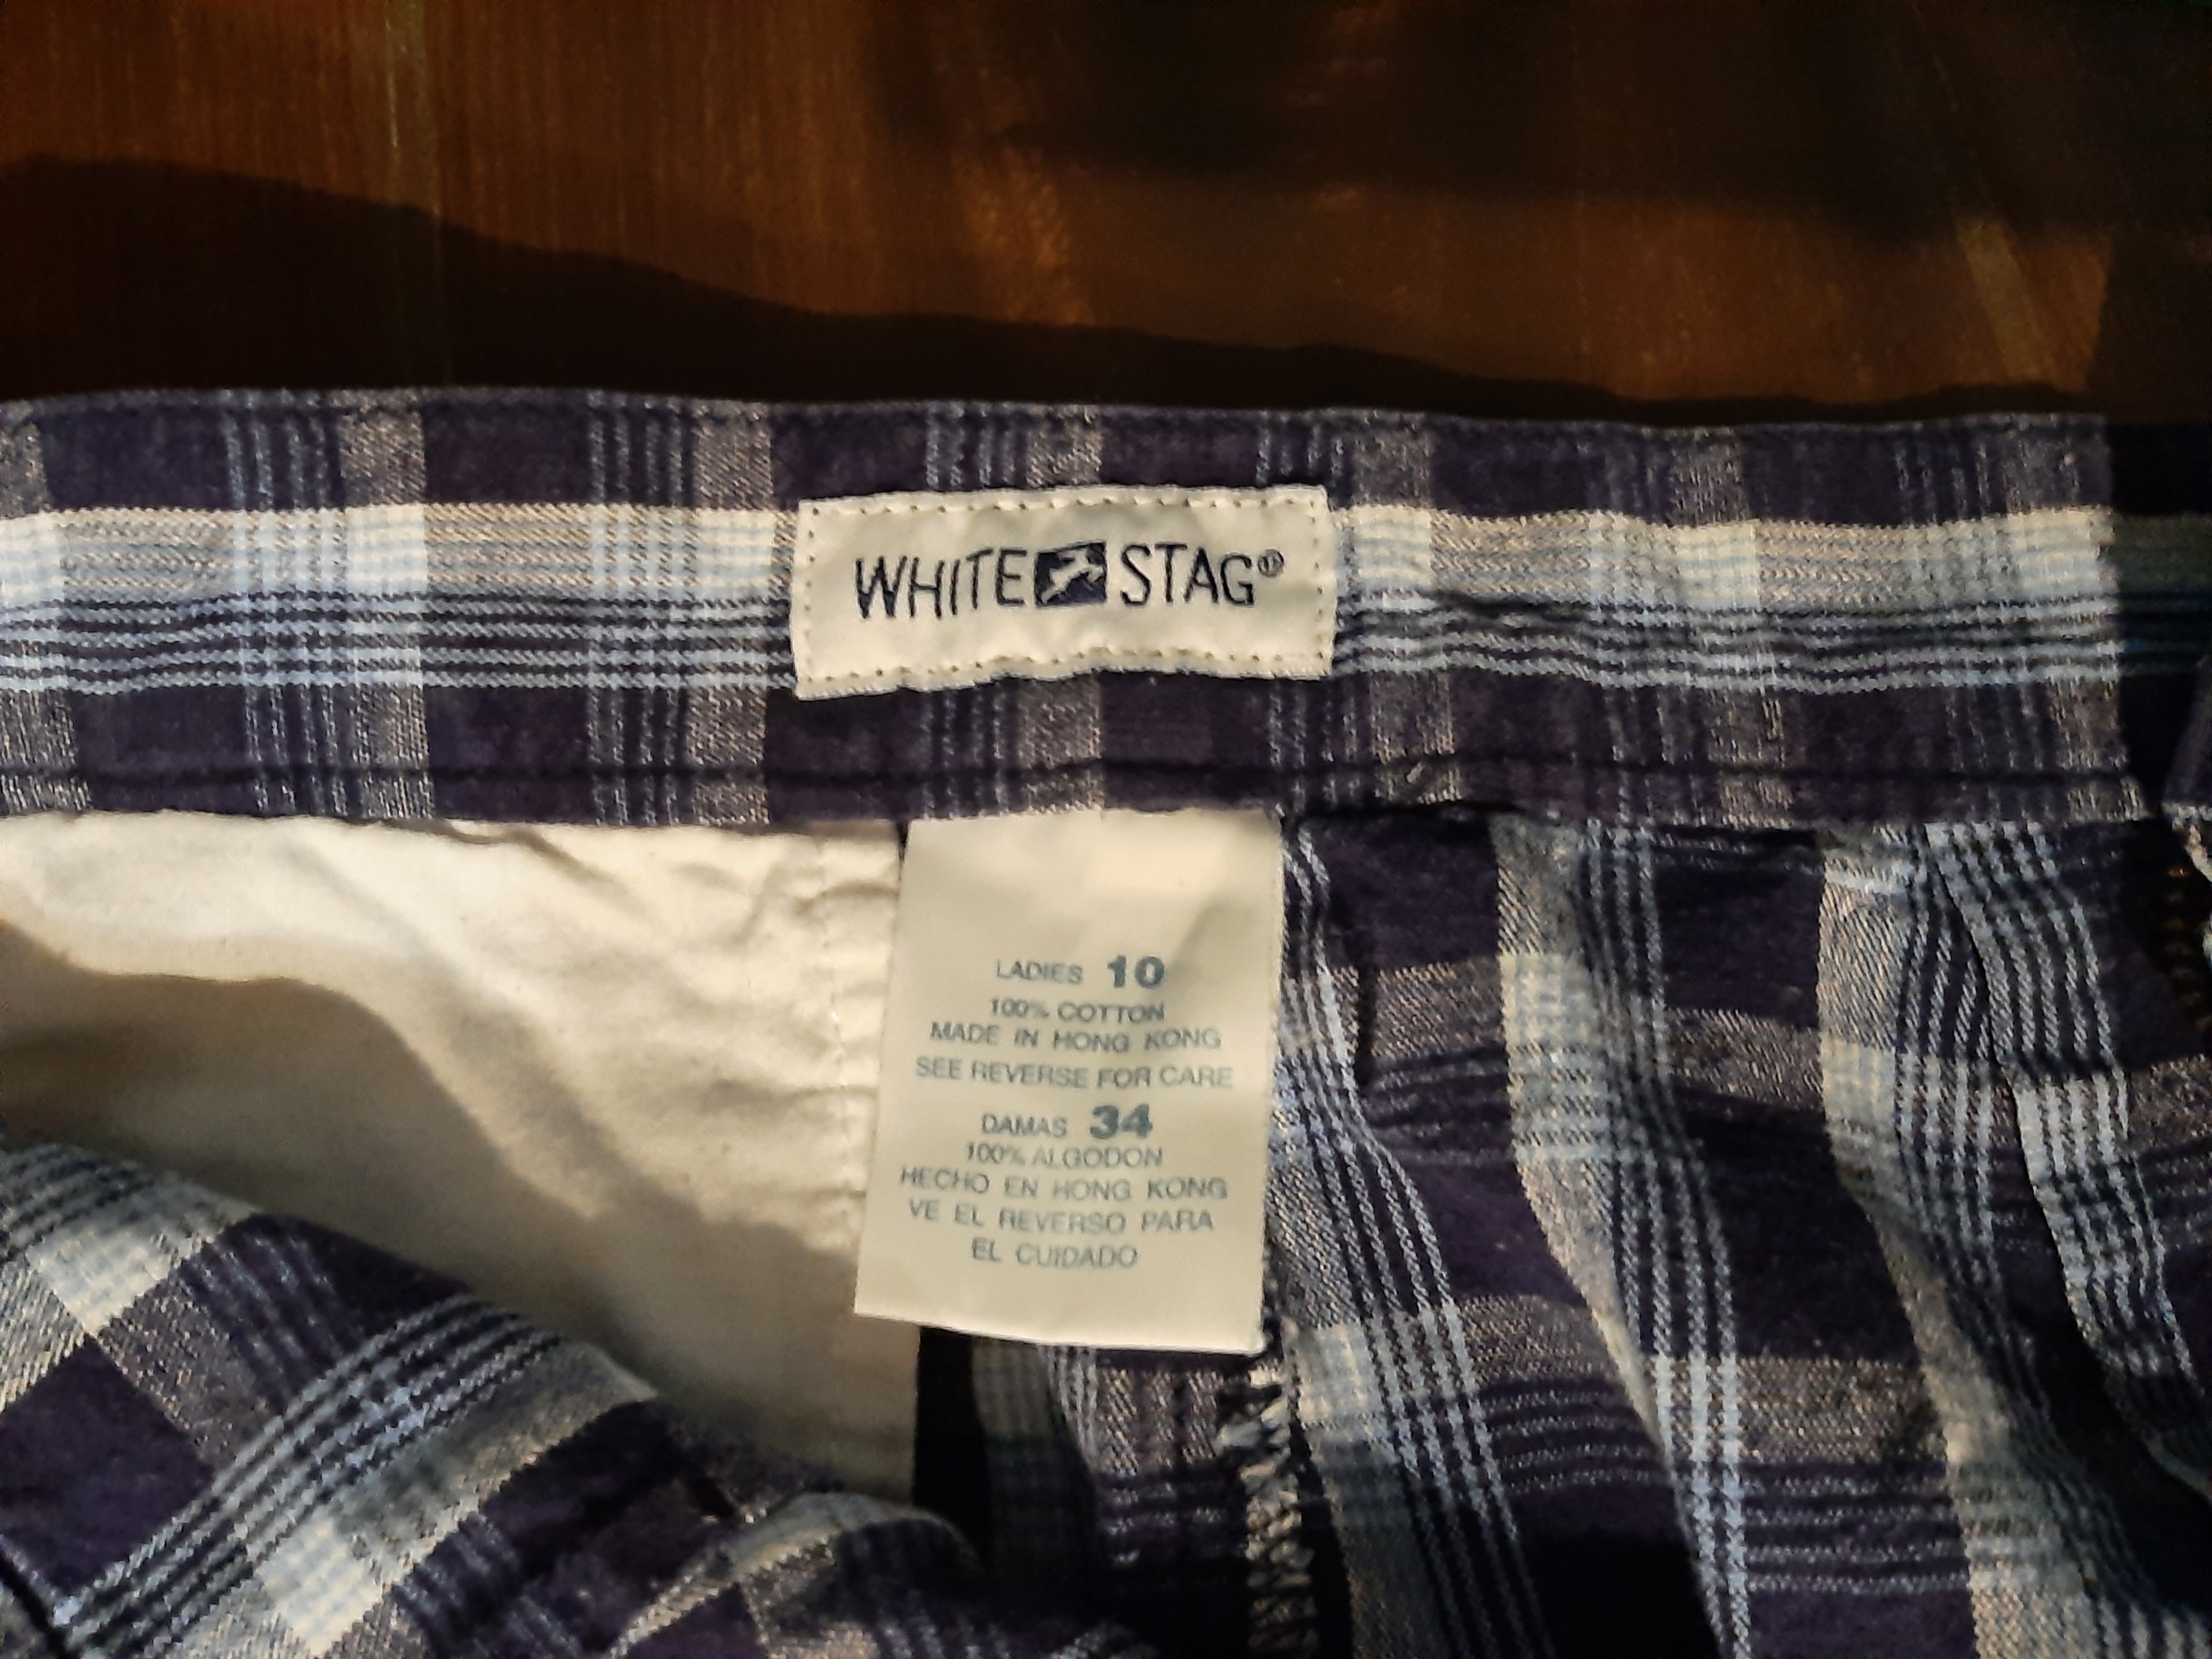 WHITE STAG®
LADIES 10
100% COTTON
MADE IN HONG KONG
SEE REVERSE FOR CARE
DAMAS 34
100% ALGODON
HECHO EN HONG KONG
VE EL REVERSO PARA
EL CUIDADO